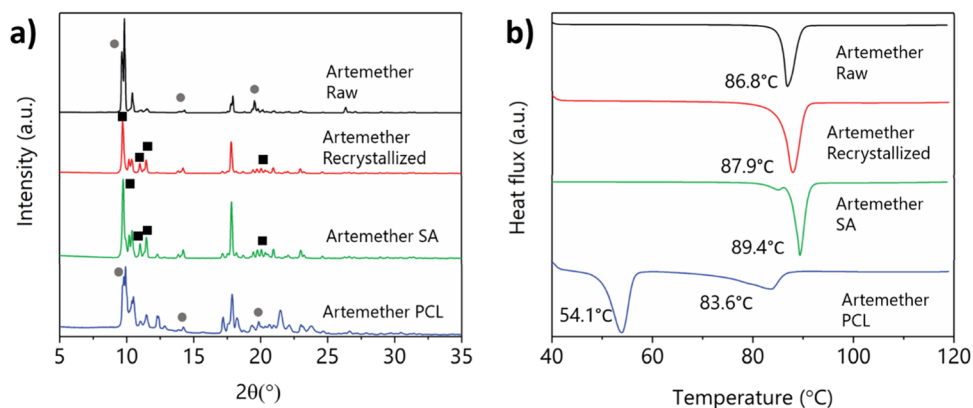 a)
Intensity (a.u.)
Artemether
Raw
Artemether
Recrystallized
Artemether SA
Artemether PCL
5
10
15
20
25
30
35
2θ(°)
b)
Heat flux (a.u.)
86.8°C
Artemether
Raw
87.9°C
Artemether
Recrystallized
89.4°C
Artemether
SA
54.1°C
83.6°C
Artemether
PCL
40
60
80
100
120
Temperature (°C)